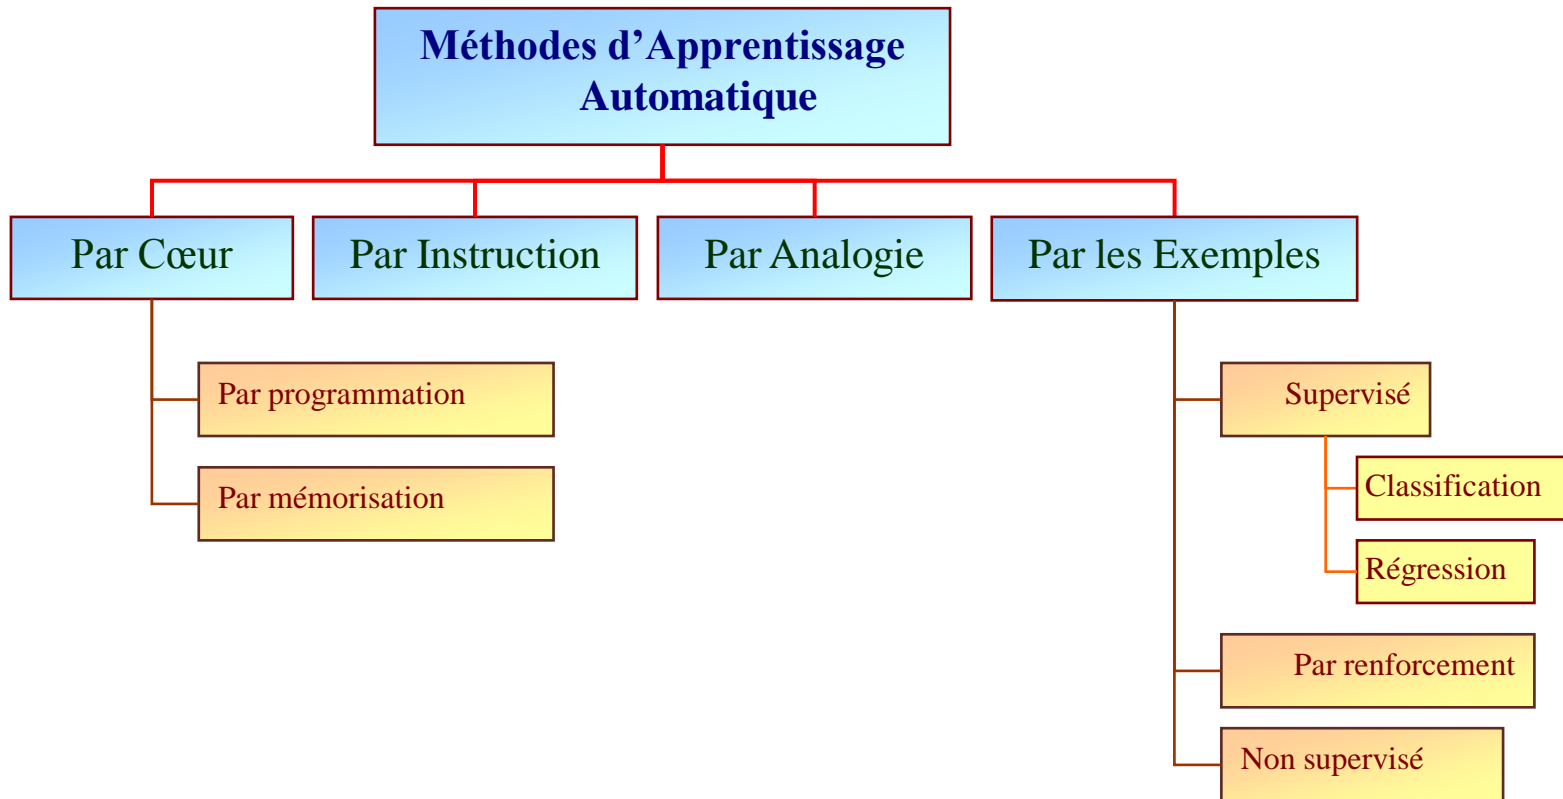 Méthodes d’Apprentissage
Automatique
Par Cœur
Par Instruction
Par Analogie
Par les Exemples
Par programmation
Par mémorisation
Supervisé
Classification
Régression
Par renforcement
Non supervisé